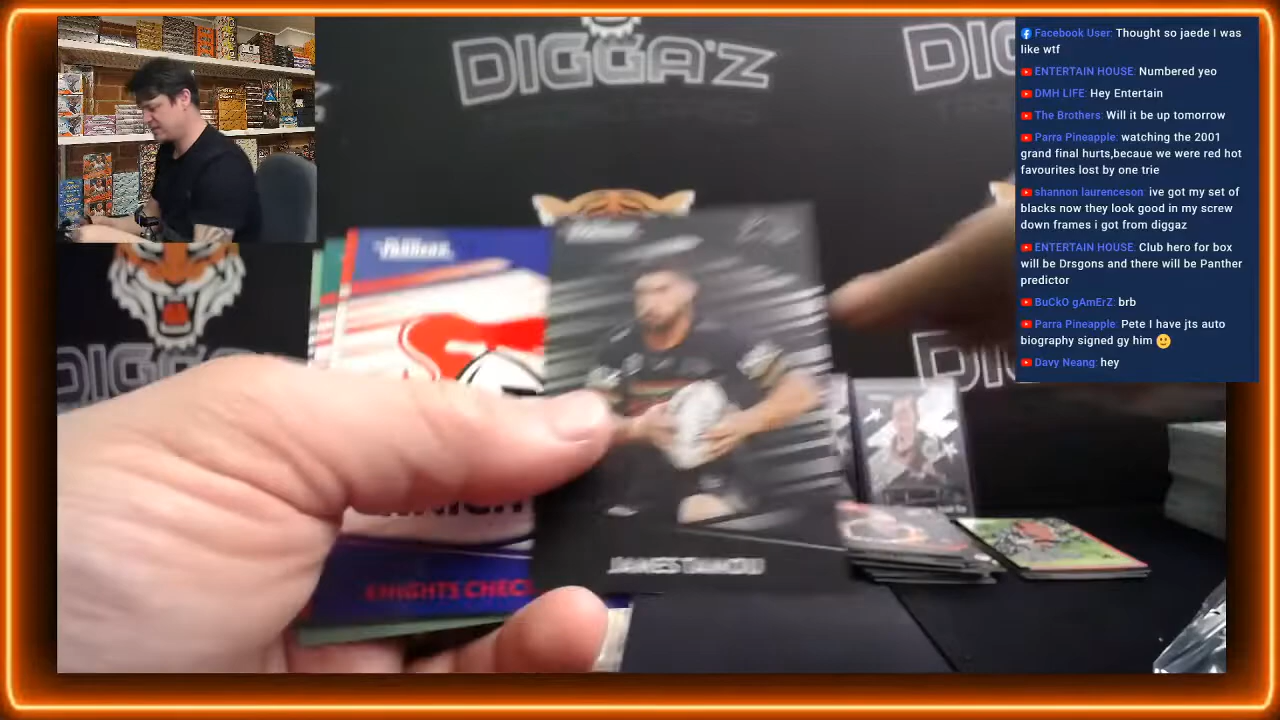 DIGGA'Z
DIG
DIG
TRADERS
KNIGHTS CHEC
JAMES TAMOU
Facebook User: Thought so jaede I was
like wtf
ENTERTAIN HOUSE: Numbered yeo
DMH LIFE: Hey Entertain
The Brothers: Will it be up tomorrow
Parra Pineapple: watching the 2001
grand final hurts,becaue we were red hot
favourites lost by one trie
shannon laurenceson: ive got my set of
blacks now they look good in my screw
down frames i got from diggaz
ENTERTAIN HOUSE: Club hero for box
will be Drsgons and there will be Panther
predictor
BuCkO gAmErZ: brb
Parra Pineapple: Pete I have jts auto
biography signed gy him 🙂
Davy Neang: hey